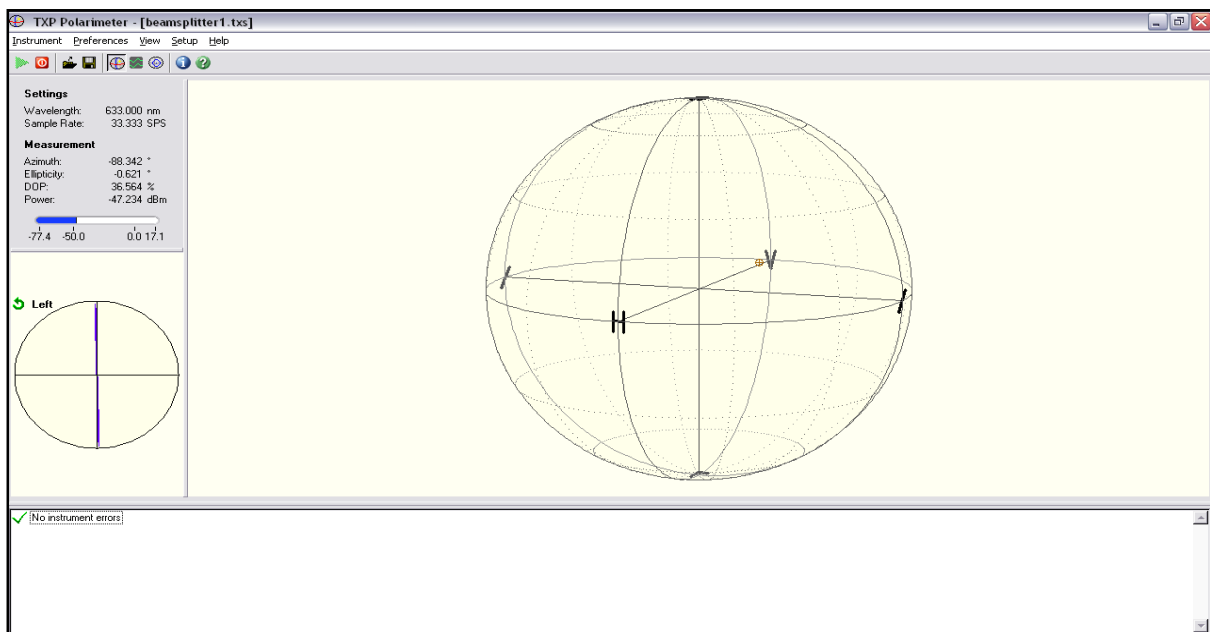 TXP Polarimeter - [beamsplitter1.txs]
Instrument Preferences View Setup Help
Settings
Wavelength: 633.000 nm
Sample Rate: 33.333 SPS
Measurement
Azimuth: -88.342 °
Ellipticity: -0.621 °
DOP: 36.564 %
Power: -47.234 dBm
-77.4 -50.0 0.0 17.1
Left
V
H
No instrument errors